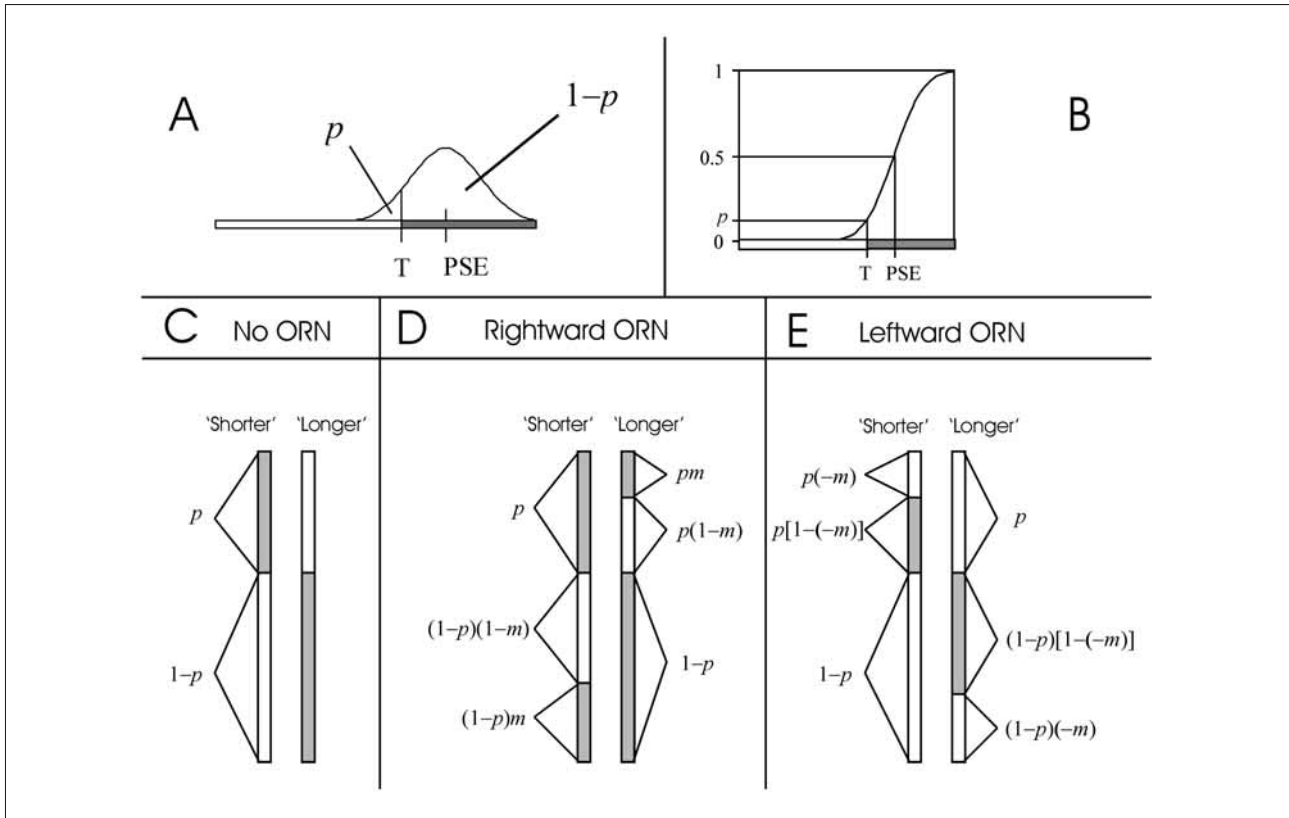 A
p
1−p
T PSE
B
1
0.5
p
0
T PSE
C No ORN
'Shorter' 'Longer'
p
1−p
D Rightward ORN
'Shorter' 'Longer'
p
pm
p(1−m)
(1−p)(1−m)
1−p
(1−p)m
E Leftward ORN
'Shorter' 'Longer'
p(−m)
p[1−(−m)]
p
1−p
(1−p)[1−(−m)]
(1−p)(−m)